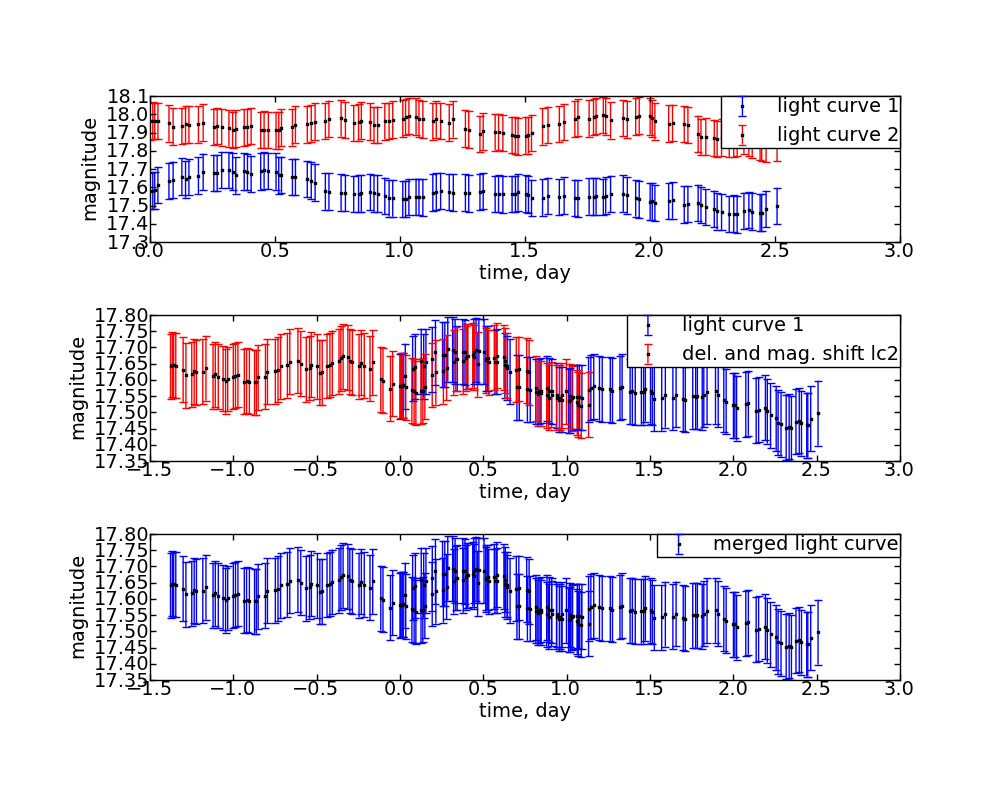 18.1
18.0
17.9
17.8
17.7
17.6
17.5
17.4
17.3
magnitude
light curve 1
light curve 2
0.0 0.5 1.0 1.5 2.0 2.5 3.0
time, day
17.80
17.75
17.70
17.65
17.60
17.55
17.50
17.45
17.40
17.35
magnitude
light curve 1
del. and mag. shift lc2
−1.5 −1.0 −0.5 0.0 0.5 1.0 1.5 2.0 2.5 3.0
time, day
17.80
17.75
17.70
17.65
17.60
17.55
17.50
17.45
17.40
17.35
magnitude
merged light curve
−1.5 −1.0 −0.5 0.0 0.5 1.0 1.5 2.0 2.5 3.0
time, day